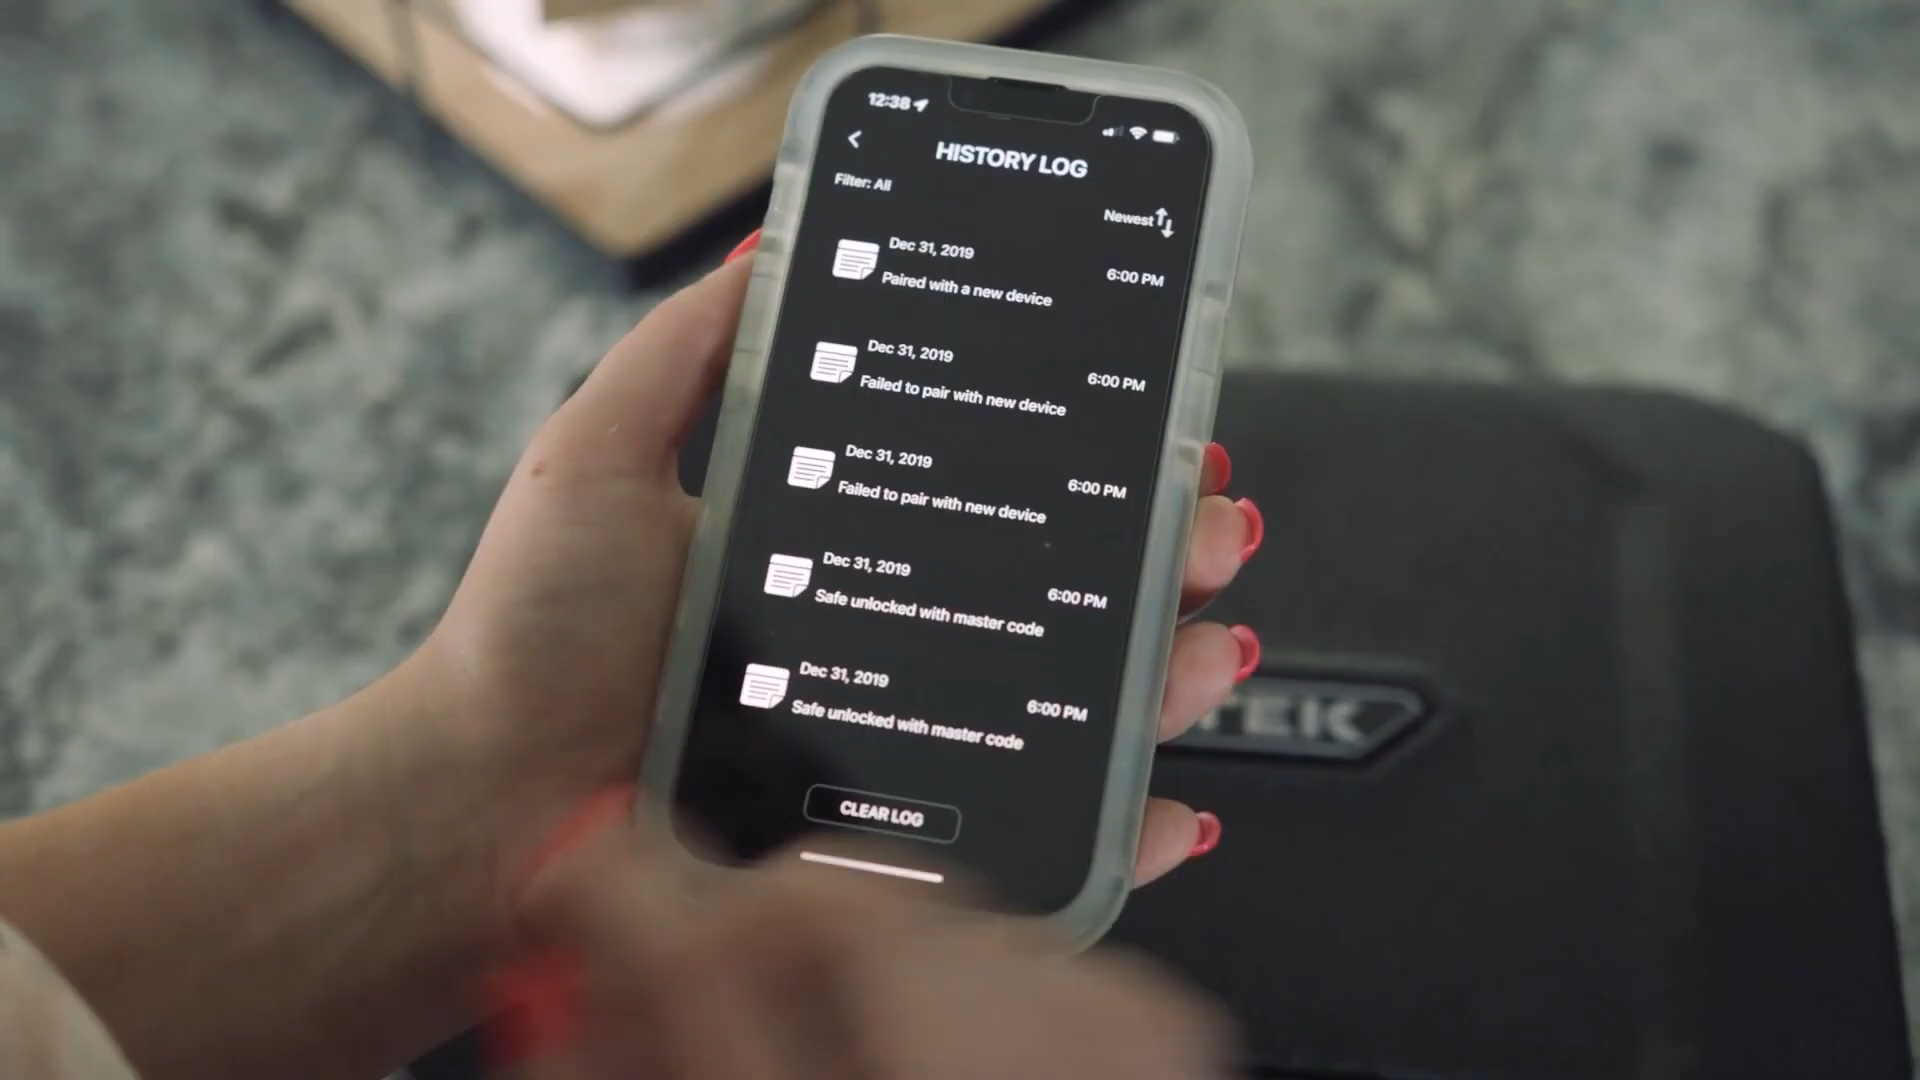 12:38
HISTORY LOG
Filter: All
Newest
Dec 31, 2019
6:00 PM
Paired with a new device
Dec 31, 2019
6:00 PM
Failed to pair with new device
Dec 31, 2019
6:00 PM
Failed to pair with new device
Dec 31, 2019
6:00 PM
Safe unlocked with master code
Dec 31, 2019
6:00 PM
Safe unlocked with master code
CLEAR LOG
TEK